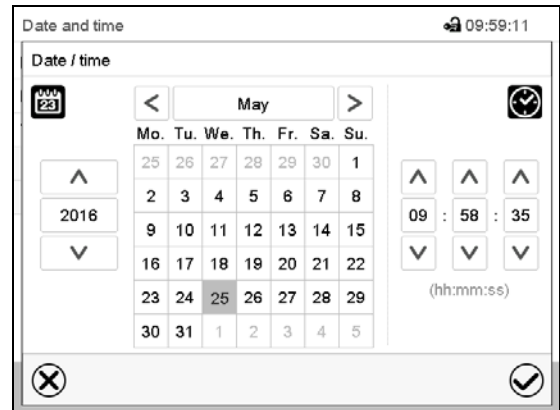 Date and time 09:59:11
Date / time
23 < May >
Mo. Tu. We. Th. Fr. Sa. Su.
25 26 27 28 29 30 1
2 3 4 5 6 7 8
9 10 11 12 13 14 15
16 17 18 19 20 21 22
23 24 25 26 27 28 29
30 31 1 2 3 4 5
2016
09 : 58 : 35
(hh:mm:ss)